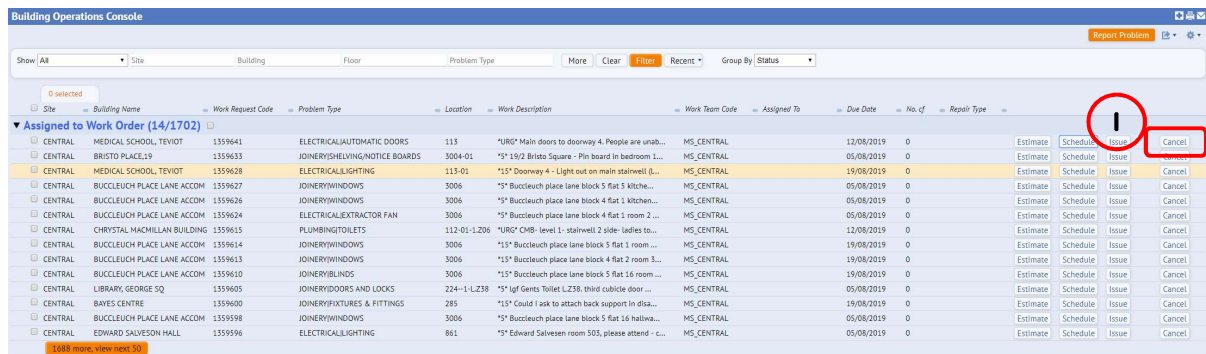 Building Operations Console
Report Problem
Show All Site Building Floor Problem Type More Clear Filter Recent Group By Status
0 selected
Site Building Name Work Request Code Problem Type Location Work Description Work Team Code Assigned To Due Date No. cf Repair Type
Assigned to Work Order (14/1702) I
CENTRAL MEDICAL SCHOOL, TEVIOT 1359641 ELECTRICAL|AUTOMATIC DOORS 113 *URG* Main doors to doorway 4. People are unab... MS_CENTRAL 12/08/2019 0 Estimate Schedule Issue Cancel
CENTRAL BRISTO PLACE,19 1359633 JOINERY|SHELVING/NOTICE BOARDS 3004-01 *5* 19/2 Bristo Square - Pin board in bedroom 1... MS_CENTRAL 05/08/2019 0 Estimate Schedule Issue Cancel
CENTRAL MEDICAL SCHOOL, TEVIOT 1359628 ELECTRICAL|LIGHTING 113-01 *15* Doorway 4 - Light out on main stairwell (L... MS_CENTRAL 19/08/2019 0 Estimate Schedule Issue Cancel
CENTRAL BUCCLEUCH PLACE LANE ACCOM 1359627 JOINERY|WINDOWS 3006 *5* Buccleuch place lane block 5 flat 5 kitche... MS_CENTRAL 05/08/2019 0 Estimate Schedule Issue Cancel
CENTRAL BUCCLEUCH PLACE LANE ACCOM 1359626 JOINERY|WINDOWS 3006 *5* Buccleuch place lane block 4 flat 1 kitchen... MS_CENTRAL 05/08/2019 0 Estimate Schedule Issue Cancel
CENTRAL BUCCLEUCH PLACE LANE ACCOM 1359624 ELECTRICAL|EXTRACTOR FAN 3006 *5* Buccleuch place lane block 4 flat 1 room 2 ... MS_CENTRAL 05/08/2019 0 Estimate Schedule Issue Cancel
CENTRAL CHRYSTAL MACMILLAN BUILDING 1359615 PLUMBING|TOILETS 112-01-1.Z06 *URG* CMB- level 1- stairwell 2 side- ladies to... MS_CENTRAL 12/08/2019 0 Estimate Schedule Issue Cancel
CENTRAL BUCCLEUCH PLACE LANE ACCOM 1359614 JOINERY|WINDOWS 3006 *15* Buccleuch place lane block 5 flat 1 room ... MS_CENTRAL 19/08/2019 0 Estimate Schedule Issue Cancel
CENTRAL BUCCLEUCH PLACE LANE ACCOM 1359613 JOINERY|WINDOWS 3006 *15* Buccleuch place lane block 4 flat 2 room 3... MS_CENTRAL 19/08/2019 0 Estimate Schedule Issue Cancel
CENTRAL BUCCLEUCH PLACE LANE ACCOM 1359610 JOINERY|BLINDS 3006 *15* Buccleuch place lane block 5 flat 16 room ... MS_CENTRAL 19/08/2019 0 Estimate Schedule Issue Cancel
CENTRAL LIBRARY, GEORGE SQ 1359605 JOINERY|DOORS AND LOCKS 224--1-L.Z38 *5* lgf Gents Toilet L.Z38, third cubicle door ... MS_CENTRAL 05/08/2019 0 Estimate Schedule Issue Cancel
CENTRAL BAYES CENTRE 1359600 JOINERY|FIXTURES & FITTINGS 285 *15* Could I ask to attach back support in disa... MS_CENTRAL 19/08/2019 0 Estimate Schedule Issue Cancel
CENTRAL BUCCLEUCH PLACE LANE ACCOM 1359598 JOINERY|WINDOWS 3006 *5* Buccleuch place lane block 5 flat 16 hallwa... MS_CENTRAL 05/08/2019 0 Estimate Schedule Issue Cancel
CENTRAL EDWARD SALVESON HALL 1359596 ELECTRICAL|LIGHTING 861 *5* Edward Salvesen room 503, please attend - c... MS_CENTRAL 05/08/2019 0 Estimate Schedule Issue Cancel
1688 more, view next 50